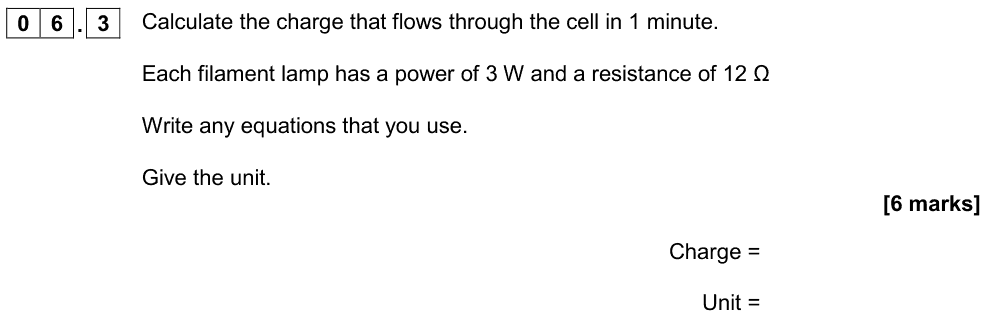 0 6 . 3 Calculate the charge that flows through the cell in 1 minute.
Each filament lamp has a power of 3 W and a resistance of 12 Ω
Write any equations that you use.
Give the unit.
[6 marks]
Charge =
Unit =